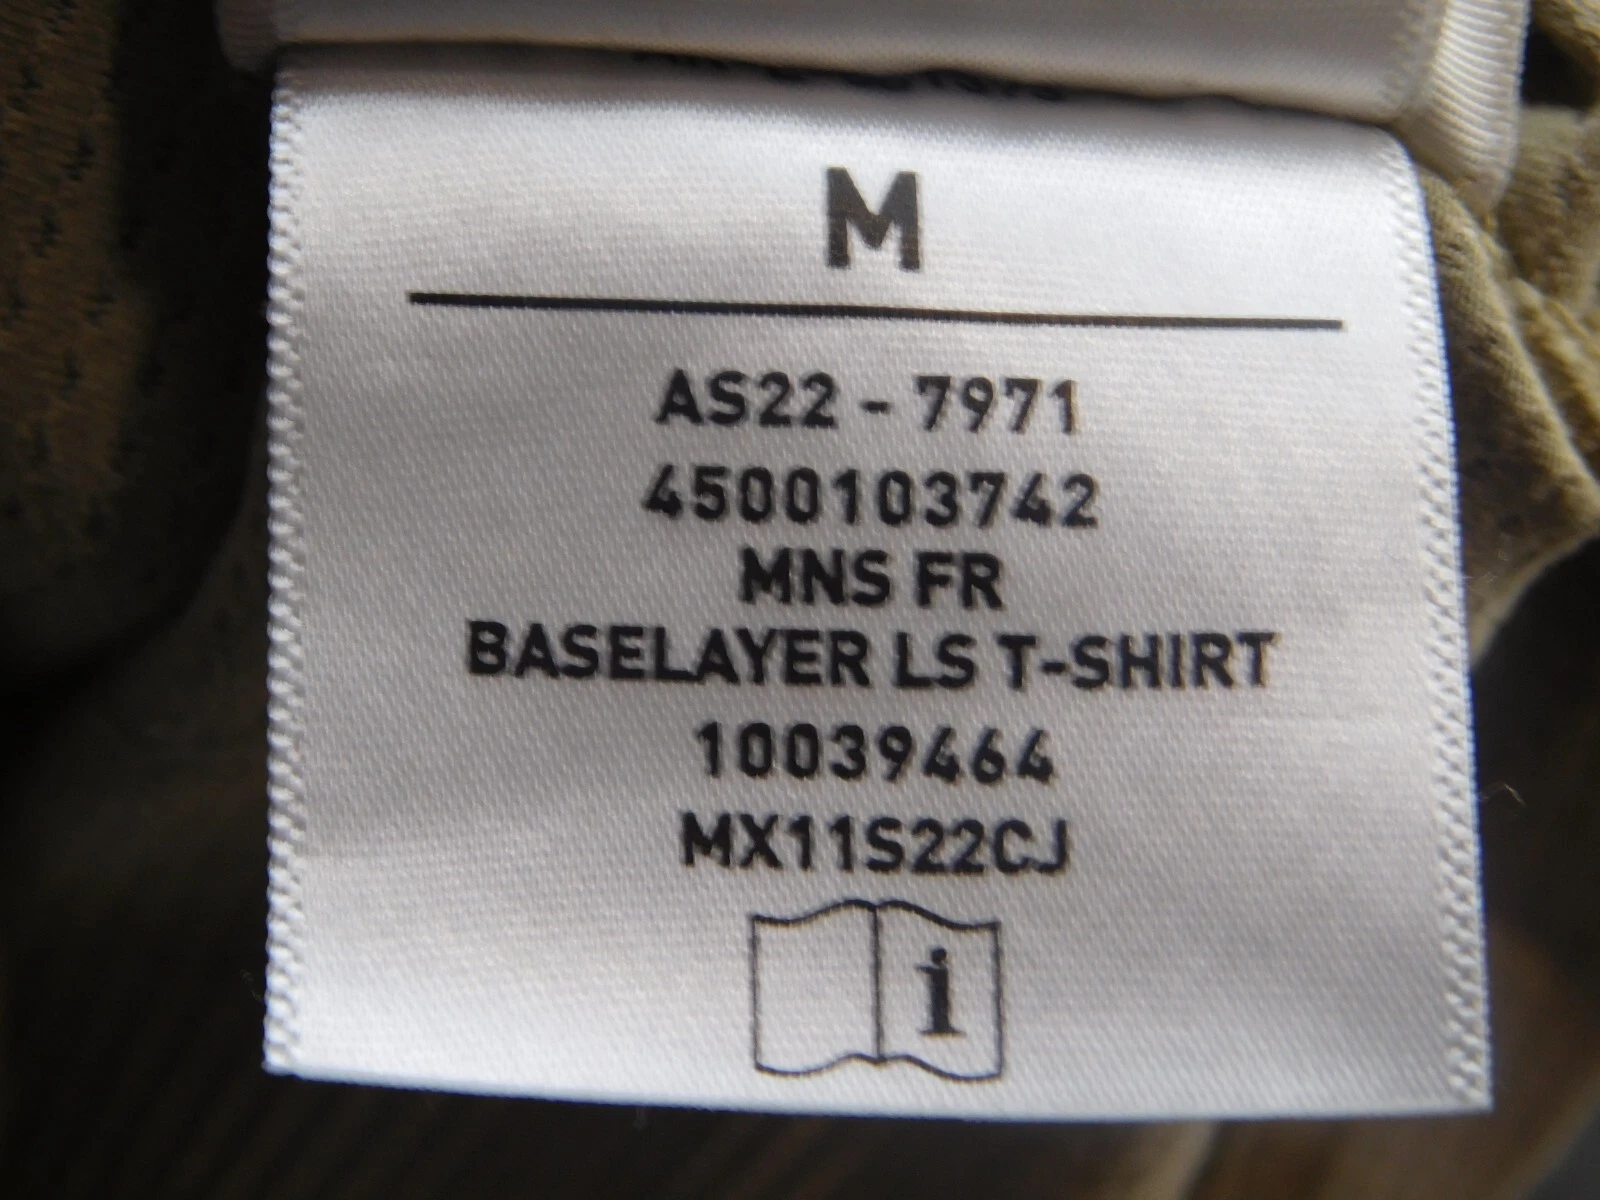 M
AS22 - 7971
4500103742
MNS FR
BASELAYER LS T-SHIRT
10039464
MX11S22CJ
i